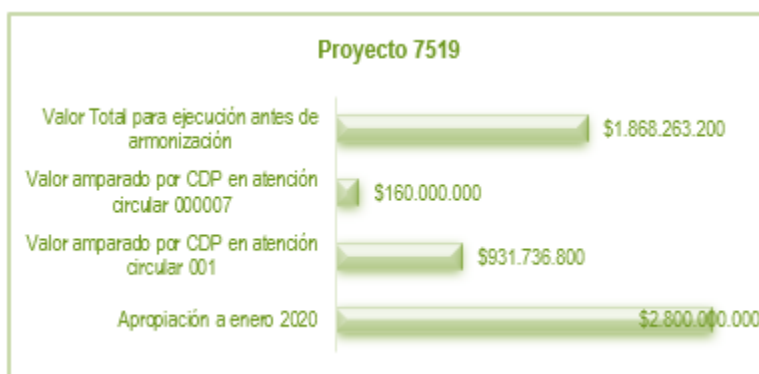 Proyecto 7519
Valor Total para ejecución antes de
armonización
$1.868.263.200
Valor amparado por CDP en atención
circular 000007
$160.000.000
Valor amparado por CDP en atención
circular 001
$931.736.800
Apropiación a enero 2020
$2.800.000.000